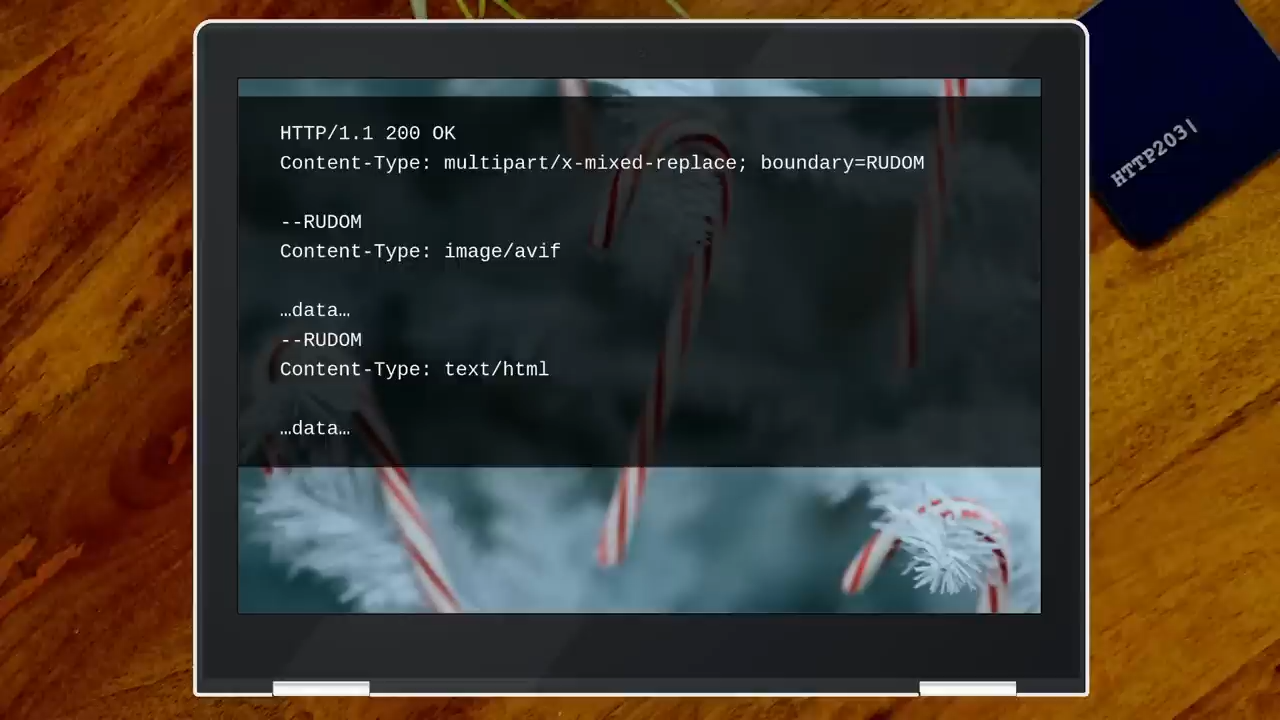 HTTP/1.1 200 OK
Content-Type: multipart/x-mixed-replace; boundary=RUDOM
--RUDOM
Content-Type: image/avif
…data…
--RUDOM
Content-Type: text/html
…data…
HTTP203|